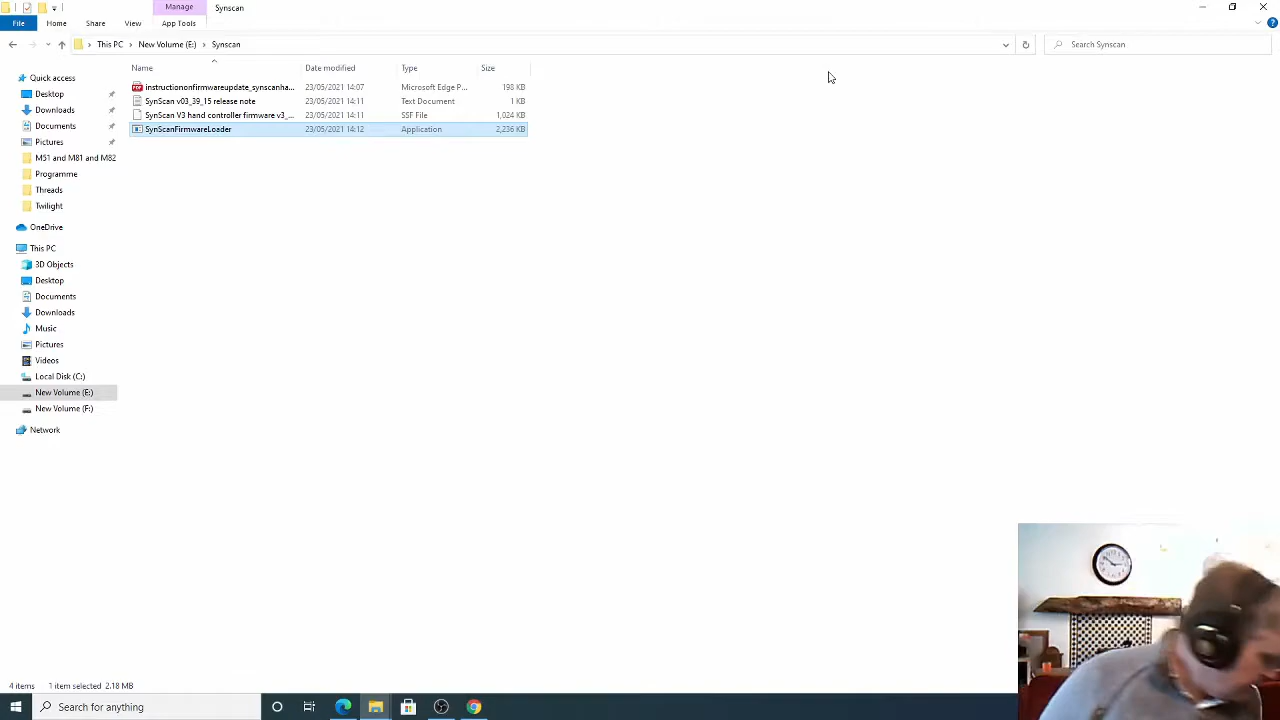 Manage
Synscan
File
Home
Share
View
App Tools
This PC
New Volume (E:)
Synscan
Search Synscan
Name
Date modified
Type
Size
instructiononfirmwareupdate_synscanha...
23/05/2021 14:07
Microsoft Edge P...
198 KB
SynScan v03_39_15 release note
23/05/2021 14:11
Text Document
1 KB
SynScan V3 hand controller firmware v3_...
23/05/2021 14:11
SSF File
1,024 KB
SynScanFirmwareLoader
23/05/2021 14:12
Application
2,236 KB
Quick access
Desktop
Downloads
Documents
Pictures
M51 and M81 and M82
Programme
Threads
Twilight
OneDrive
This PC
3D Objects
Desktop
Documents
Downloads
Music
Pictures
Videos
Local Disk (C:)
New Volume (E:)
New Volume (F:)
Network
4 items
1 item selected 2.18 MB
Search for anything